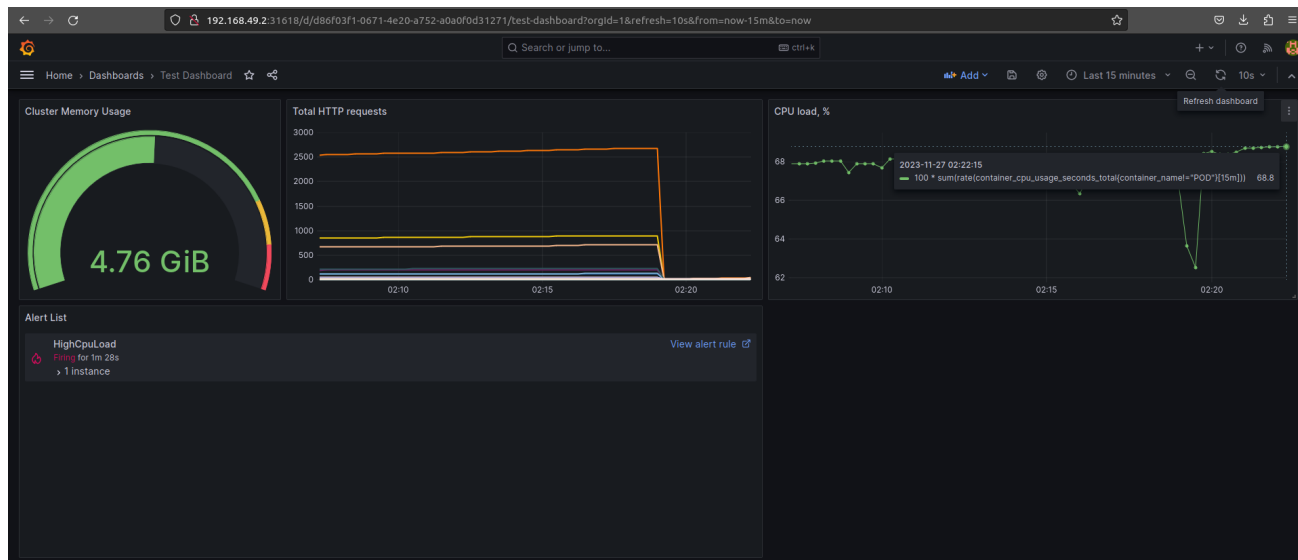 192.168.49.2:31618/d/d86f03f1-0671-4e20-a752-a0a0f0d31271/test-dashboard?orgId=1&refresh=10s&from=now-15m&to=now
Search or jump to...
ctrl+k
Home › Dashboards › Test Dashboard
Add
Last 15 minutes
10s
Refresh dashboard
Cluster Memory Usage
4.76 GiB
Total HTTP requests
3000
2500
2000
1500
1000
500
0
02:10
02:15
02:20
CPU load, %
68
66
64
62
2023-11-27 02:22:15
100 * sum(rate(container_cpu_usage_seconds_total{container_name!="POD"}[15m])) 68.8
02:10
02:15
02:20
Alert List
HighCpuLoad
View alert rule
Firing for 1m 28s
› 1 instance